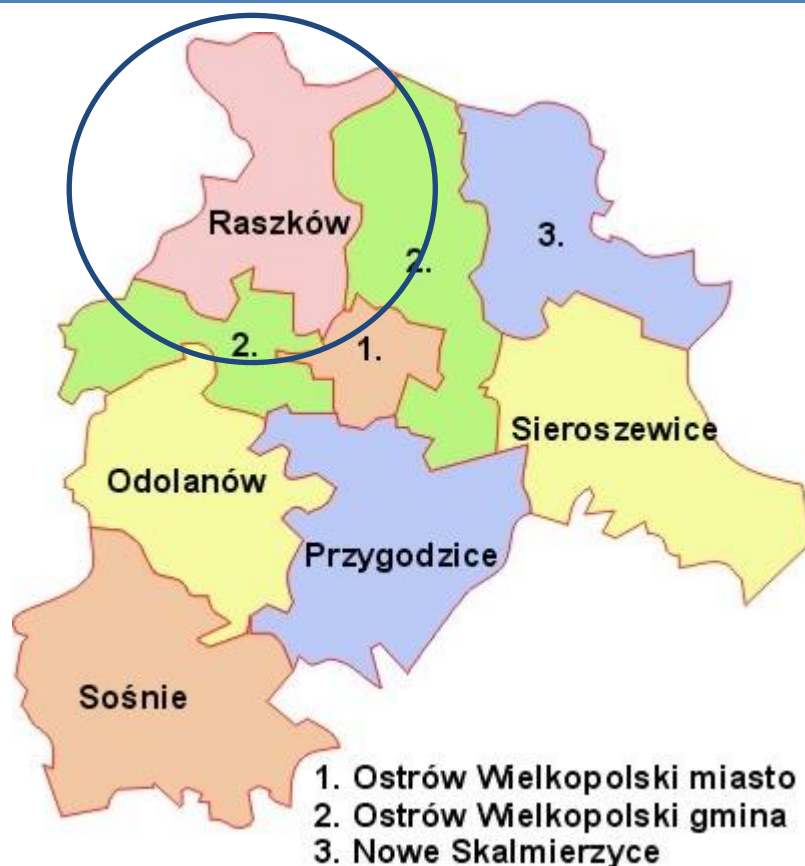 Raszków
3.
2.
2.
1.
Sieroszewice
Odolanów
Przygodzice
Sośnie
1. Ostrów Wielkopolski miasto
2. Ostrów Wielkopolski gmina
3. Nowe Skalmierzyce